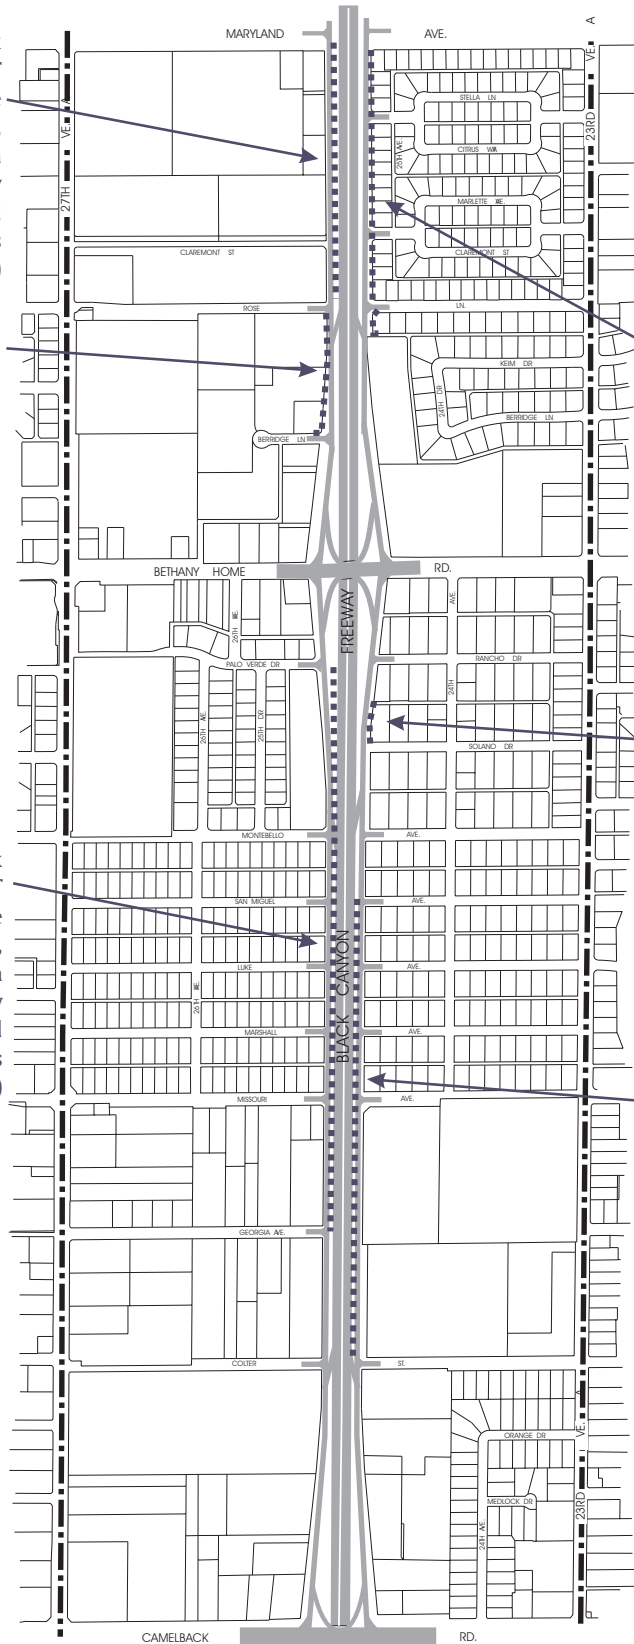 MARYLAND AVE.
STELLA LN
25TH AVE.
CITRUS WA
MARLETTE AVE.
CLAREMONT ST
CLAREMONT ST
27TH AVE.
23RD AVE.
ROSE LN.
KEIM DR
24TH DR
BERRIDGE LN
BERRIDGE LN
BETHANY HOME RD.
FREEWAY
26TH AVE.
24TH AVE.
PALO VERDE DR
RANCHO DR
26TH AVE.
25TH DR
SOLANO DR
MONTEBELLO AVE.
SAN MIGUEL AVE.
BLACK CANYON
LUKE AVE.
26TH AVE.
MARSHALL AVE.
MISSOURI AVE.
GEORGIA AVE.
COLTER ST.
ORANGE DR
MEDLOCK DR
24TH AVE.
23RD AVE.
CAMELBACK RD.